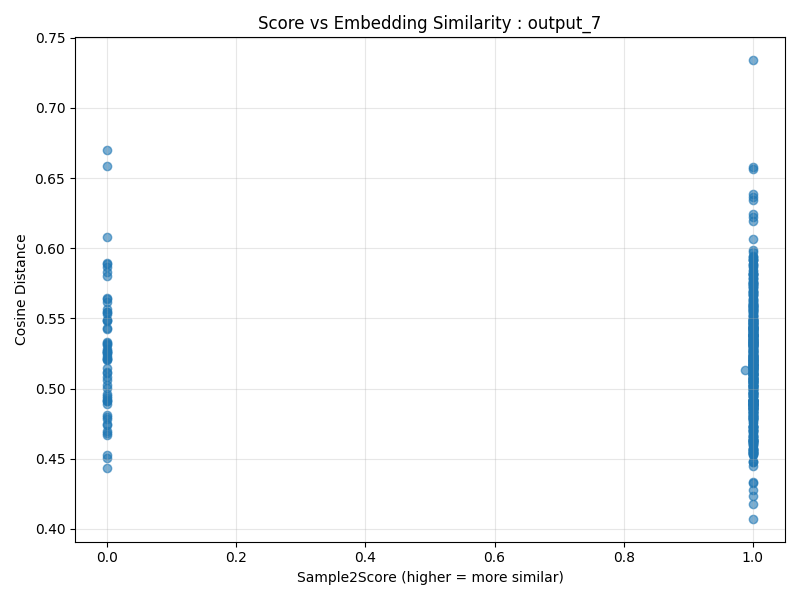 Score vs Embedding Similarity : output_7
Cosine Distance
0.75
0.70
0.65
0.60
0.55
0.50
0.45
0.40
0.0 0.2 0.4 0.6 0.8 1.0
Sample2Score (higher = more similar)